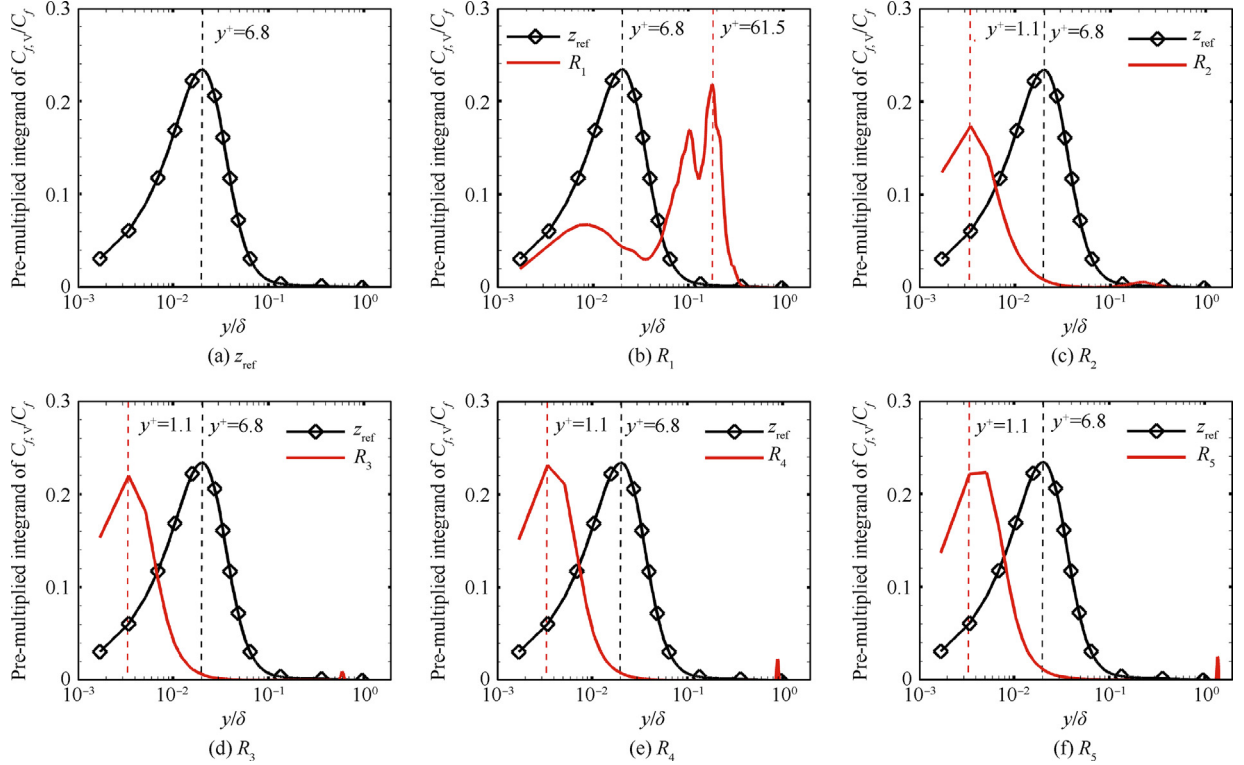 Pre-multiplied integrand of C_{f,V}/C_f
0.3
0.2
0.1
0
y⁺=6.8
10⁻³ 10⁻² 10⁻¹ 10⁰
y/δ
(a) z_ref
Pre-multiplied integrand of C_{f,V}/C_f
0.3
0.2
0.1
0
y⁺=6.8 y⁺=61.5
z_ref
R₁
10⁻³ 10⁻² 10⁻¹ 10⁰
y/δ
(b) R₁
Pre-multiplied integrand of C_{f,V}/C_f
0.3
0.2
0.1
0
y⁺=1.1 y⁺=6.8
z_ref
R₂
10⁻³ 10⁻² 10⁻¹ 10⁰
y/δ
(c) R₂
Pre-multiplied integrand of C_{f,V}/C_f
0.3
0.2
0.1
0
y⁺=1.1 y⁺=6.8
z_ref
R₃
10⁻³ 10⁻² 10⁻¹ 10⁰
y/δ
(d) R₃
Pre-multiplied integrand of C_{f,V}/C_f
0.3
0.2
0.1
0
y⁺=1.1 y⁺=6.8
z_ref
R₄
10⁻³ 10⁻² 10⁻¹ 10⁰
y/δ
(e) R₄
Pre-multiplied integrand of C_{f,V}/C_f
0.3
0.2
0.1
0
y⁺=1.1 y⁺=6.8
z_ref
R₅
10⁻³ 10⁻² 10⁻¹ 10⁰
y/δ
(f) R₅